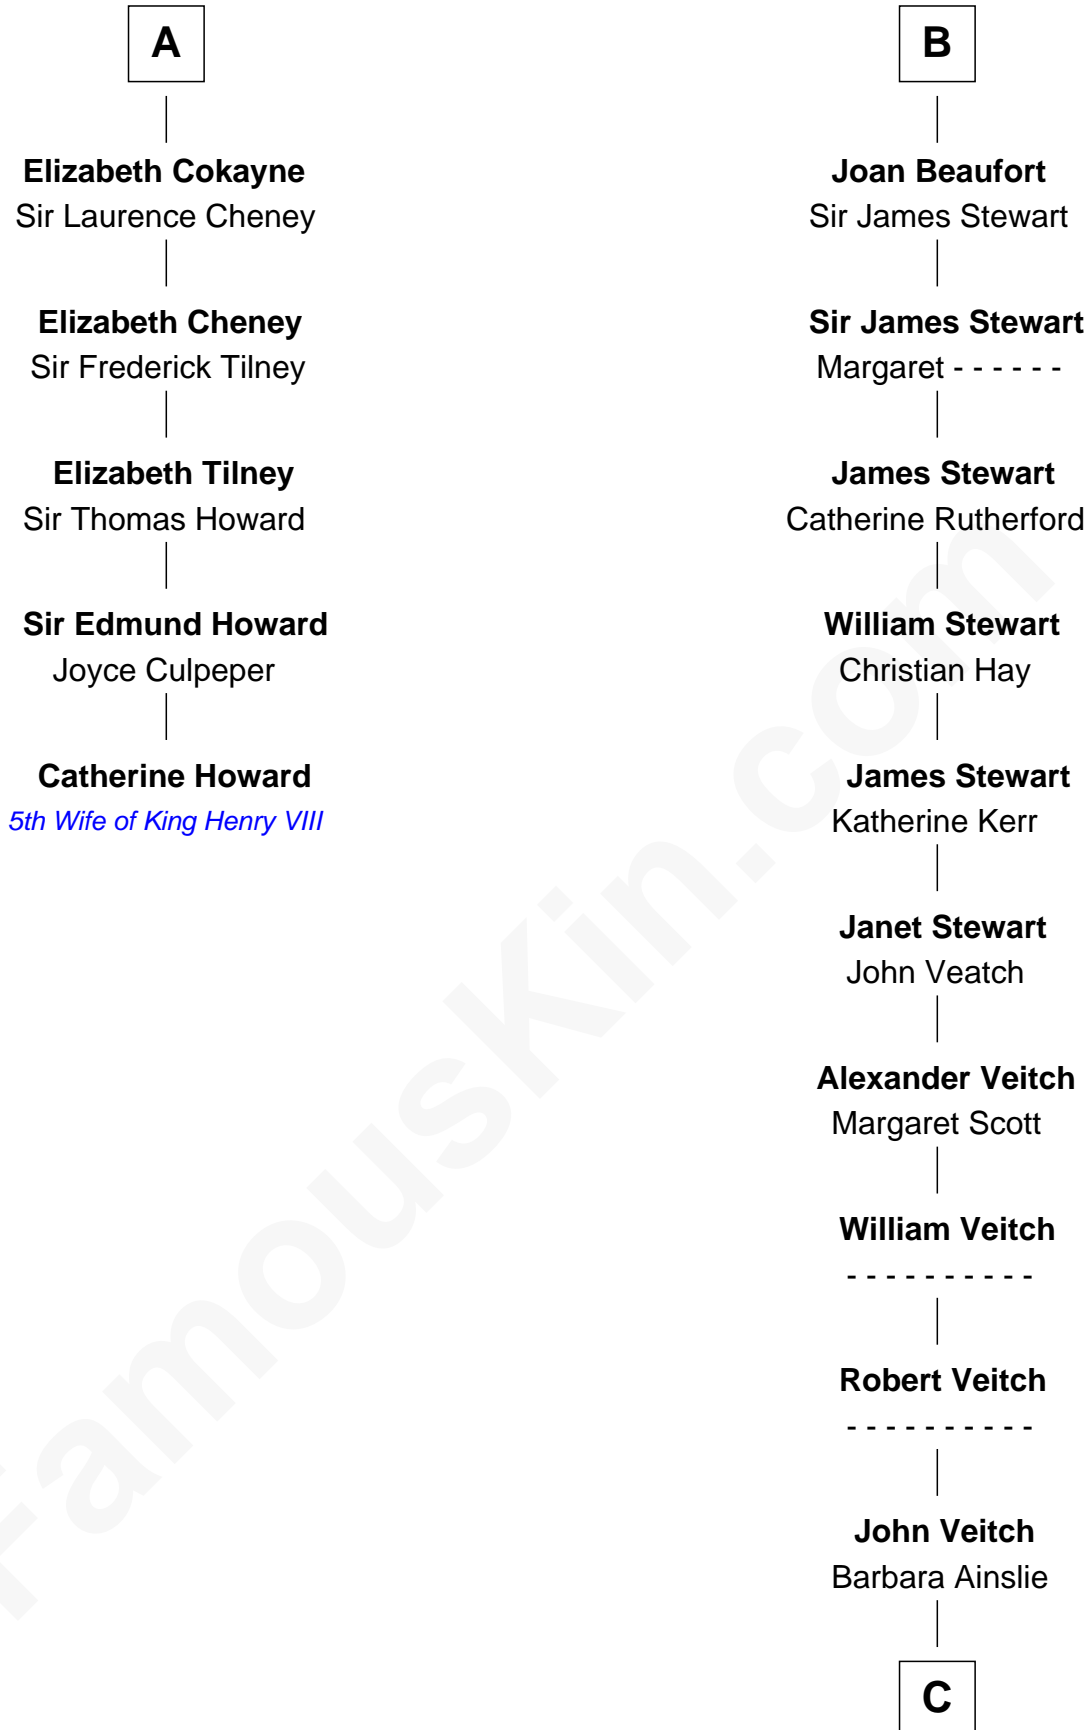 A
Elizabeth Cokayne
Sir Laurence Cheney
Elizabeth Cheney
Sir Frederick Tilney
Elizabeth Tilney
Sir Thomas Howard
Sir Edmund Howard
Joyce Culpeper
Catherine Howard
5th Wife of King Henry VIII
B
Joan Beaufort
Sir James Stewart
Sir James Stewart
Margaret - - - - - -
James Stewart
Catherine Rutherford
William Stewart
Christian Hay
James Stewart
Katherine Kerr
Janet Stewart
John Veatch
Alexander Veitch
Margaret Scott
William Veitch
- - - - - - - - - -
Robert Veitch
- - - - - - - - - -
John Veitch
Barbara Ainslie
C
FamousKin.com